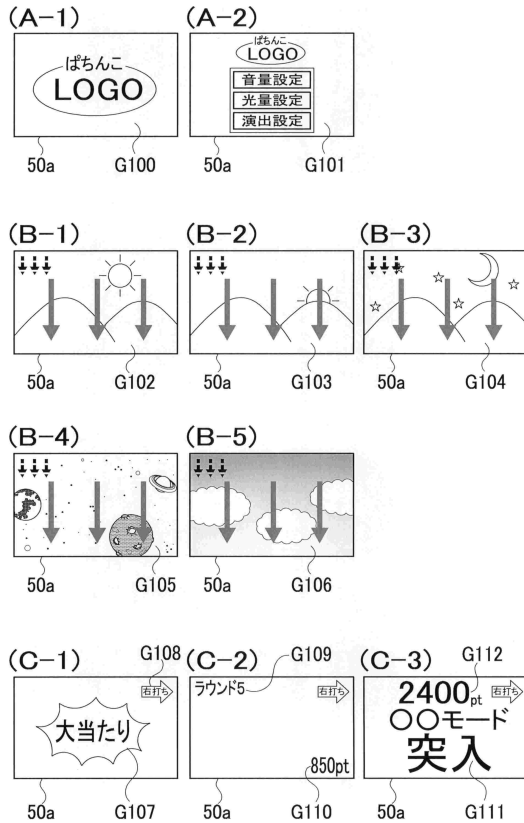 (A-1)
(A-2)
ぱちんこ
LOGO
ぱちんこ
LOGO
音量設定
光量設定
演出設定
50a
G100
50a
G101
(B-1)
(B-2)
(B-3)
50a
G102
50a
G103
50a
G104
(B-4)
(B-5)
50a
G105
50a
G106
(C-1)
G108
(C-2)
G109
(C-3)
G112
右打ち
大当たり
ラウンド5
右打ち
850pt
2400pt
右打ち
○○モード
突入
50a
G107
50a
G110
50a
G111